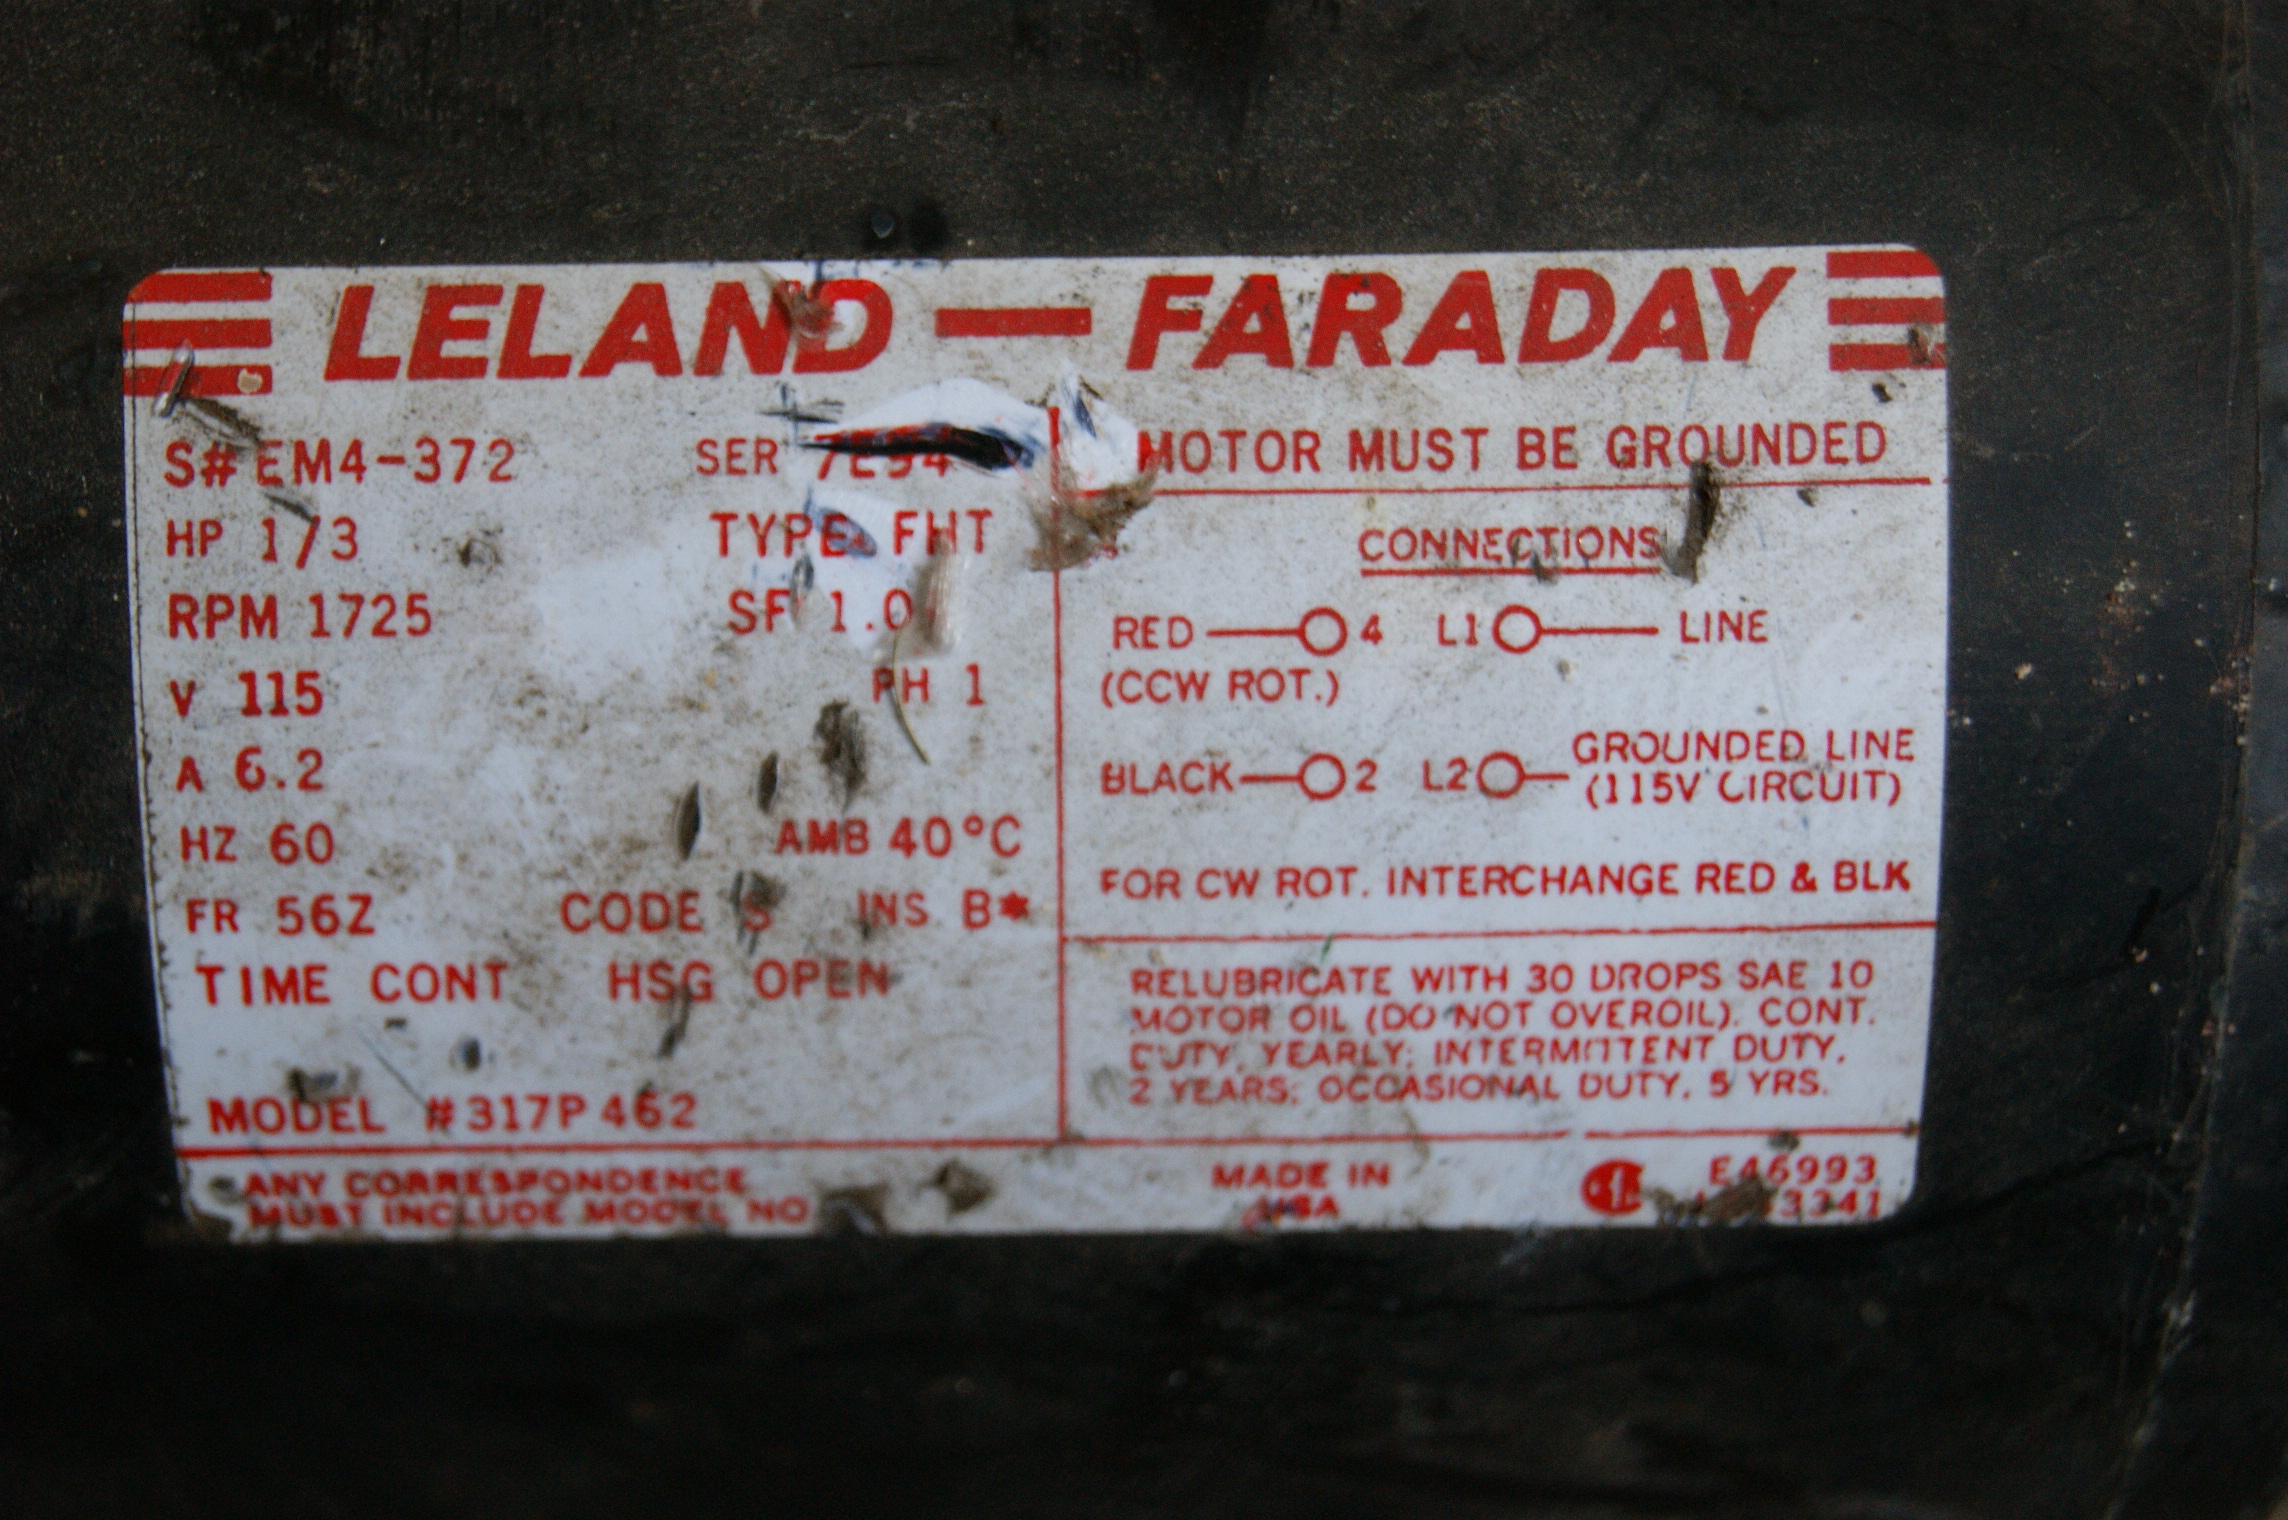 LELAND — FARADAY
S# EM4-372 SER 7E94
HP 1/3 TYPE FHT
RPM 1725 SF 1.0
V 115 PH 1
A 6.2
HZ 60 AMB 40°C
FR 56Z CODE INS B*
TIME CONT HSG OPEN
MODEL #317P462
MOTOR MUST BE GROUNDED
CONNECTIONS
RED 4 L1 LINE
(CCW ROT.)
BLACK 2 L2 GROUNDED LINE
(115V CIRCUIT)
FOR CW ROT. INTERCHANGE RED & BLK
RELUBRICATE WITH 30 DROPS SAE 10
MOTOR OIL (DO NOT OVEROIL). CONT.
DUTY, YEARLY; INTERMITTENT DUTY,
2 YEARS; OCCASIONAL DUTY, 5 YRS.
ANY CORRESPONDENCE
MUST INCLUDE MODEL NO
MADE IN
USA
E46993